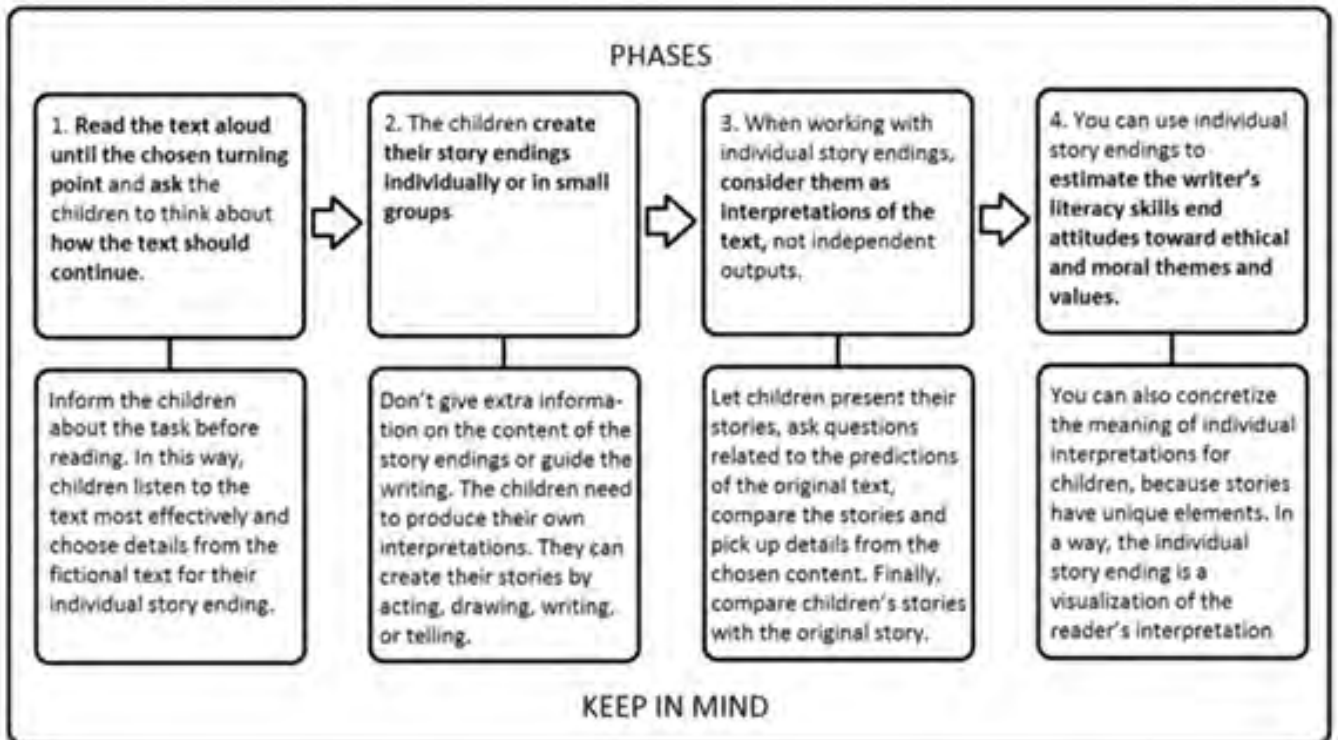 PHASES
1. Read the text aloud
until the chosen turning
point and ask the
children to think about
how the text should
continue.
2. The children create
their story endings
individually or in small
groups
3. When working with
individual story endings,
consider them as
interpretations of the
text, not independent
outputs.
4. You can use individual
story endings to
estimate the writer's
literacy skills end
attitudes toward ethical
and moral themes and
values.
Inform the children
about the task before
reading. In this way,
children listen to the
text most effectively and
choose details from the
fictional text for their
individual story ending.
Don't give extra informa-
tion on the content of the
story endings or guide the
writing. The children need
to produce their own
interpretations. They can
create their stories by
acting, drawing, writing,
or telling.
Let children present their
stories, ask questions
related to the predictions
of the original text,
compare the stories and
pick up details from the
chosen content. Finally,
compare children's stories
with the original story.
You can also concretize
the meaning of individual
interpretations for
children, because stories
have unique elements. In
a way, the individual
story ending is a
visualization of the
reader's interpretation
KEEP IN MIND